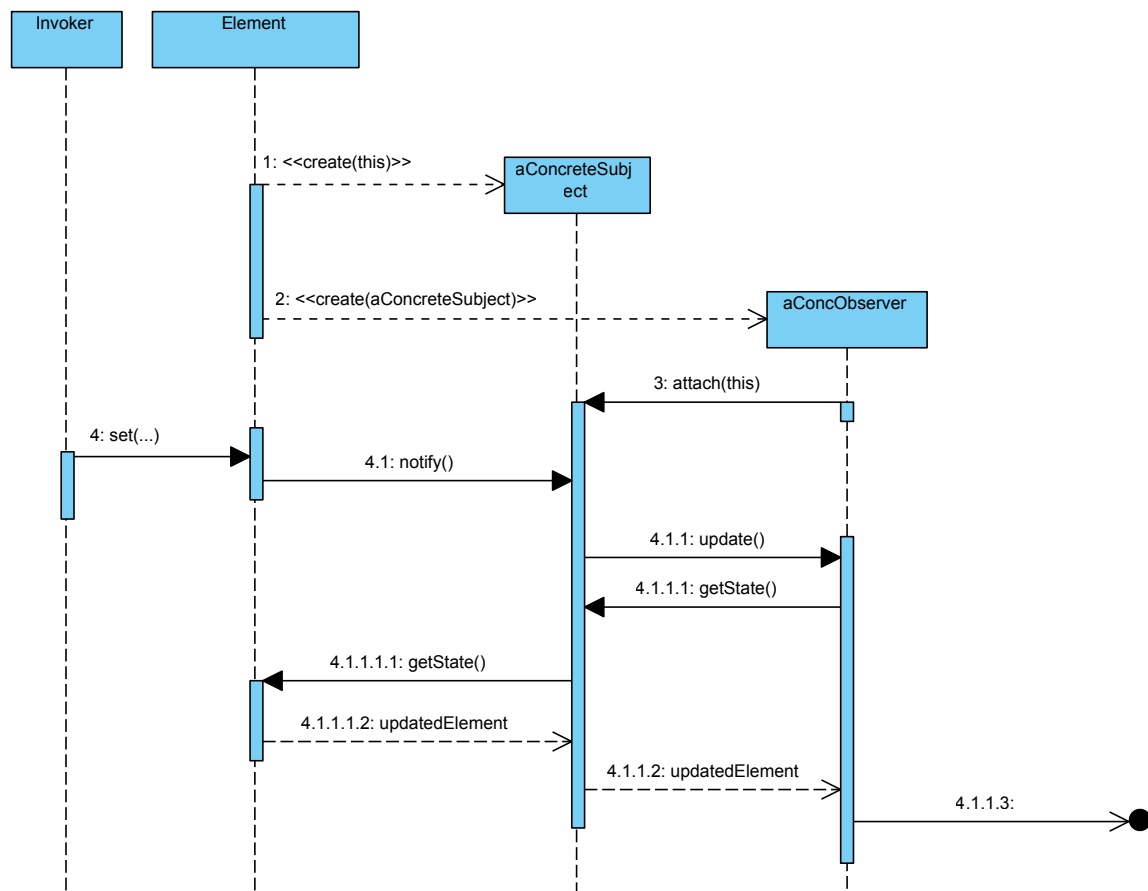 Invoker
Element
1: <<create(this)>>
aConcreteSubj
ect
2: <<create(aConcreteSubject)>>
aConcObserver
3: attach(this)
4: set(...)
4.1: notify()
4.1.1: update()
4.1.1.1: getState()
4.1.1.1.1: getState()
4.1.1.1.2: updatedElement
4.1.1.2: updatedElement
4.1.1.3: